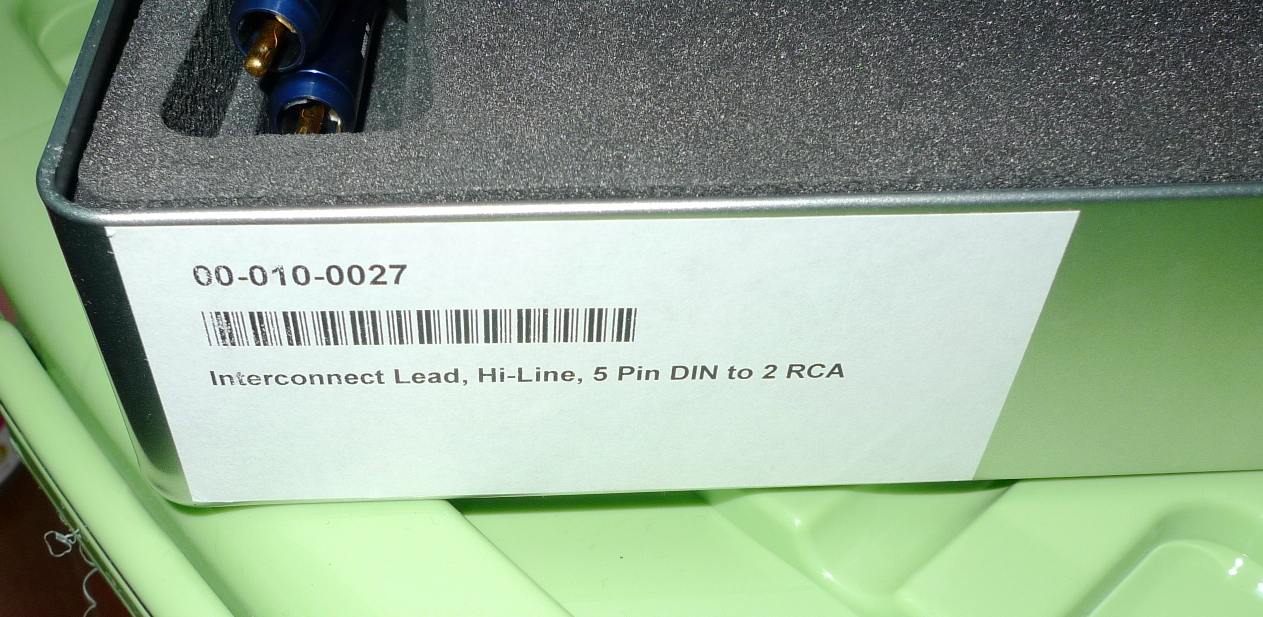 00-010-0027
Interconnect Lead, Hi-Line, 5 Pin DIN to 2 RCA